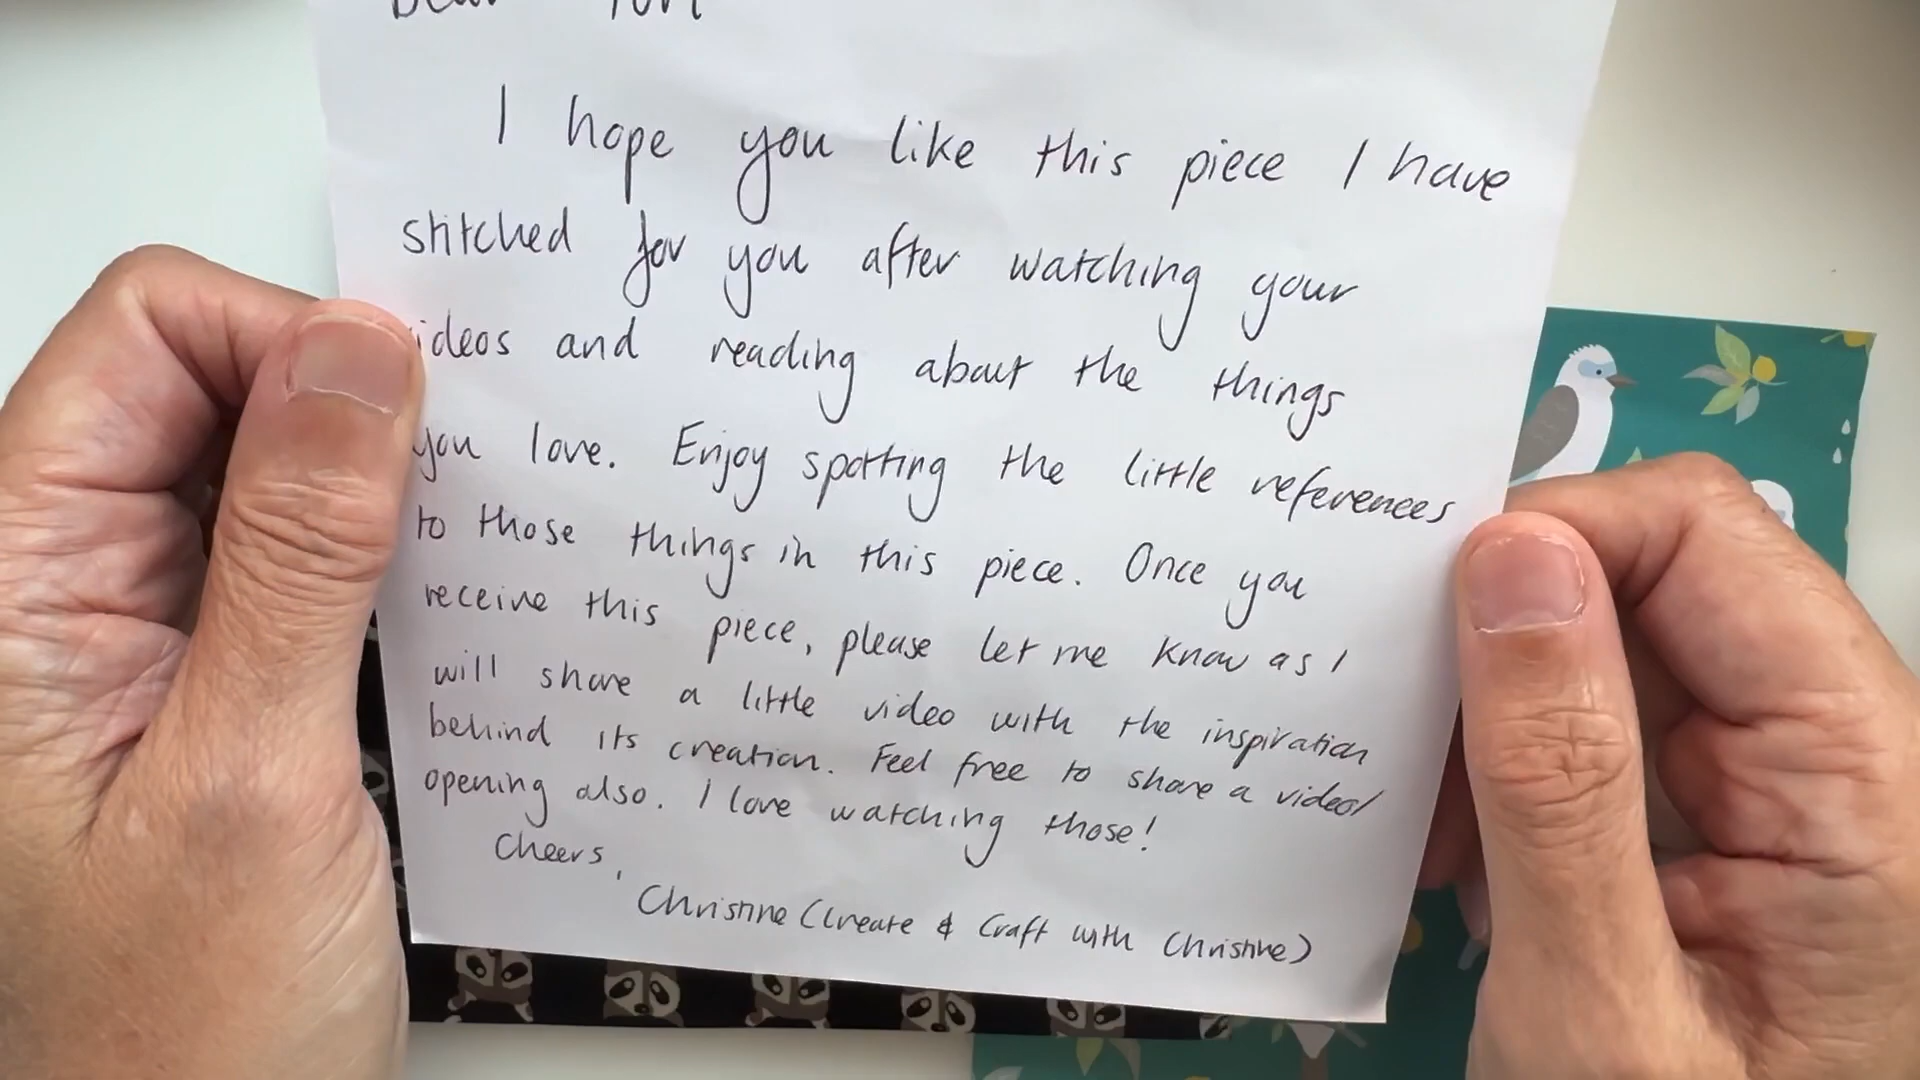 Dear Tori
I hope you like this piece I have
stitched for you after watching your
videos and reading about the things
you love. Enjoy spotting the little references
to those things in this piece. Once you
receive this piece, please let me know as I
will share a little video with the inspiration
behind its creation. Feel free to share a video/
opening also. I love watching those!
Cheers,
Christine (Create & Craft with Christine)